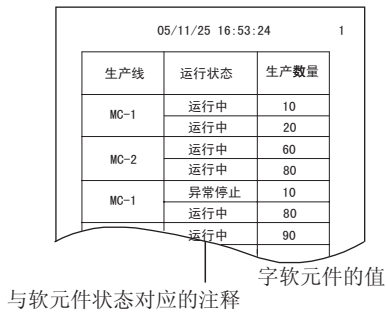 05/11/25 16:53:24 1
生产线 运行状态 生产数量
MC-1 运行中 10
运行中 20
MC-2 运行中 60
运行中 80
MC-1 异常停止 10
运行中 80
运行中 90
字软元件的值
与软元件状态对应的注释